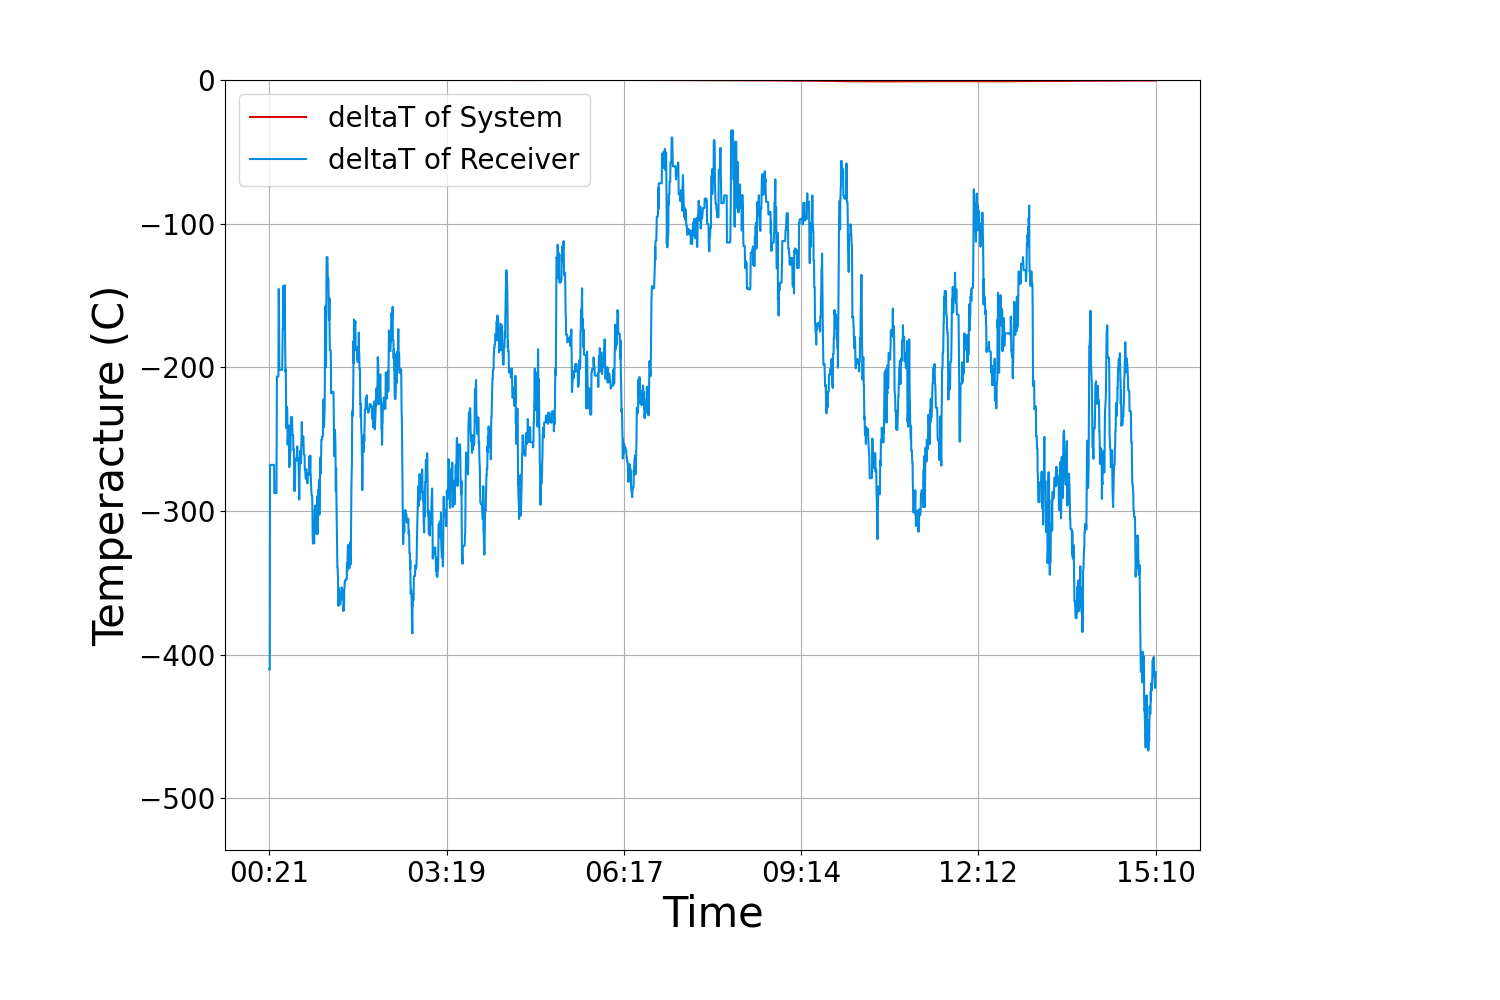 0
deltaT of System
deltaT of Receiver
−100
−200
−300
−400
−500
Temperacture (C)
00:21 03:19 06:17 09:14 12:12 15:10
Time